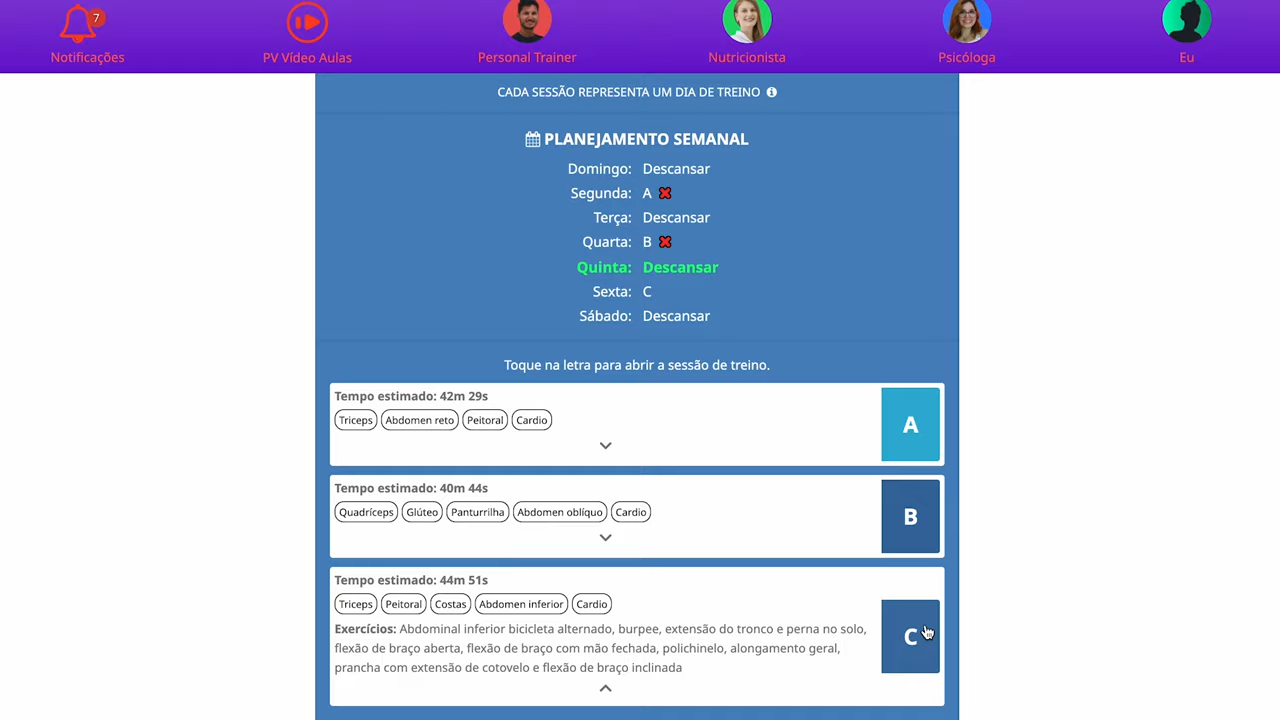 7
Notificações
PV Vídeo Aulas
Personal Trainer
Nutricionista
Psicóloga
Eu
CADA SESSÃO REPRESENTA UM DIA DE TREINO
PLANEJAMENTO SEMANAL
Domingo: Descansar
Segunda: A
Terça: Descansar
Quarta: B
Quinta: Descansar
Sexta: C
Sábado: Descansar
Toque na letra para abrir a sessão de treino.
Tempo estimado: 42m 29s
Triceps Abdomen reto Peitoral Cardio
A
Tempo estimado: 40m 44s
Quadríceps Glúteo Panturrilha Abdomen oblíquo Cardio
B
Tempo estimado: 44m 51s
Triceps Peitoral Costas Abdomen inferior Cardio
Exercícios: Abdominal inferior bicicleta alternado, burpee, extensão do tronco e perna no solo,
flexão de braço aberta, flexão de braço com mão fechada, polichinelo, alongamento geral,
prancha com extensão de cotovelo e flexão de braço inclinada
C